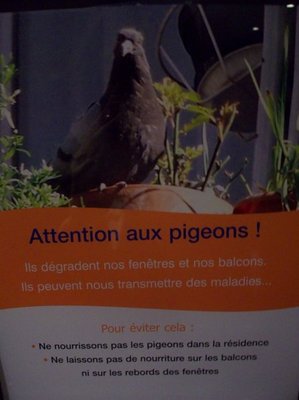 Attention aux pigeons !
Ils dégradent nos fenêtres et nos balcons.
Ils peuvent nous transmettre des maladies...
Pour éviter cela :
• Ne nourrissons pas les pigeons dans la résidence
• Ne laissons pas de nourriture sur les balcons
ni sur les rebords des fenêtres